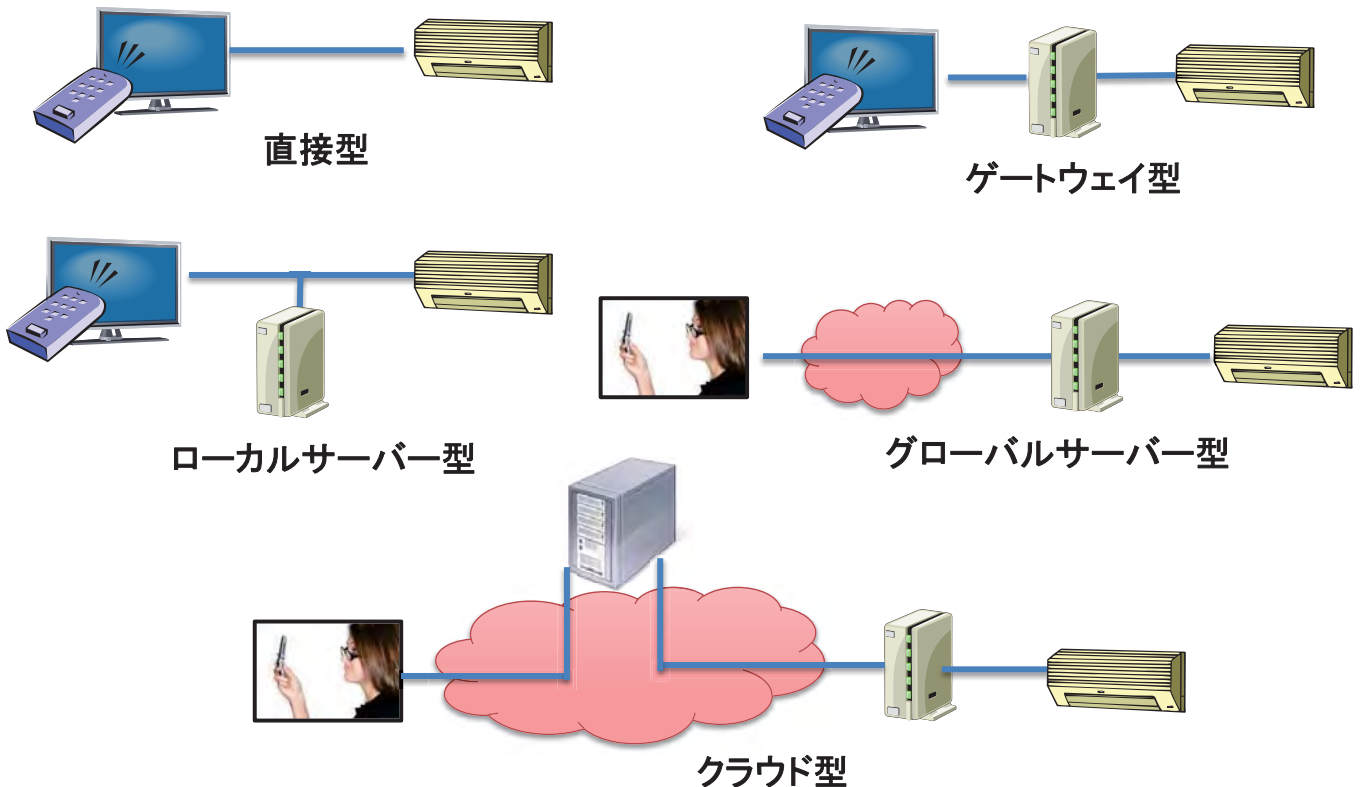 直接型
ゲートウェイ型
ローカルサーバー型
グローバルサーバー型
クラウド型